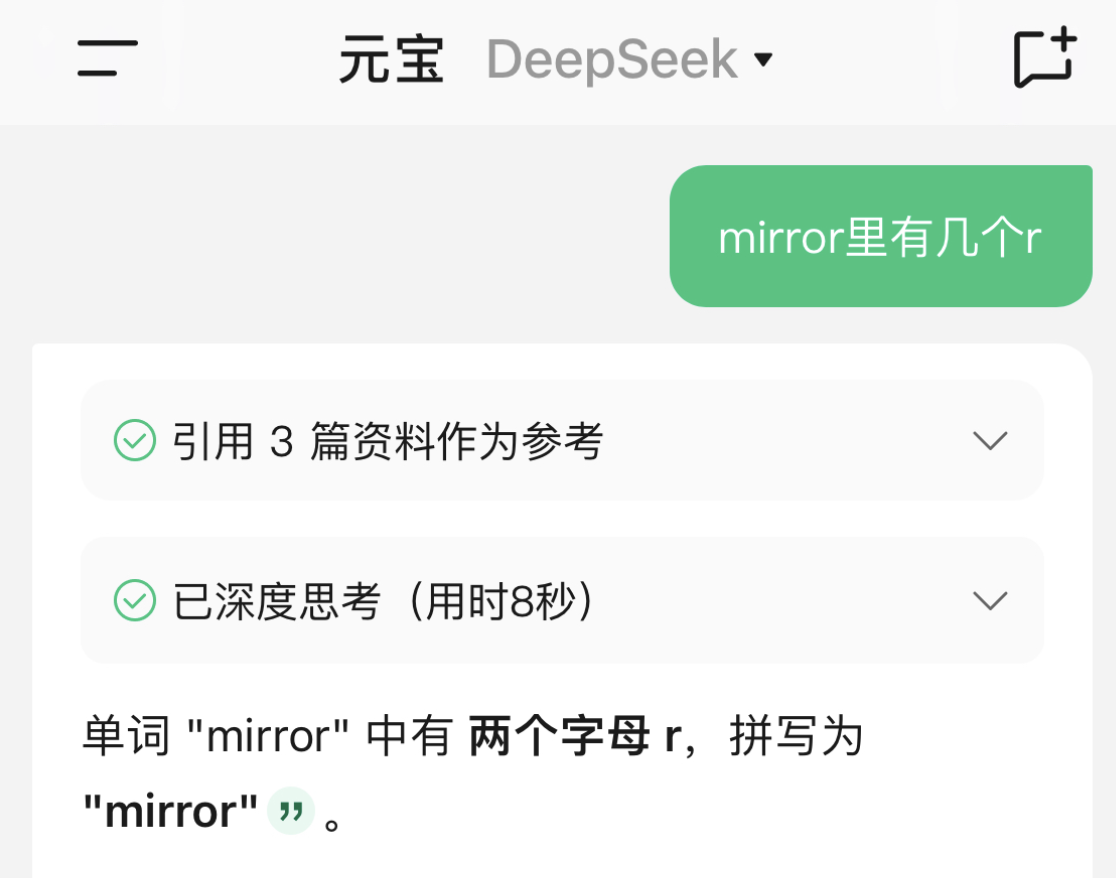 元宝 DeepSeek
mirror里有几个r
引用 3 篇资料作为参考
已深度思考（用时8秒）
单词 "mirror" 中有 两个字母 r，拼写为
"mirror" 。